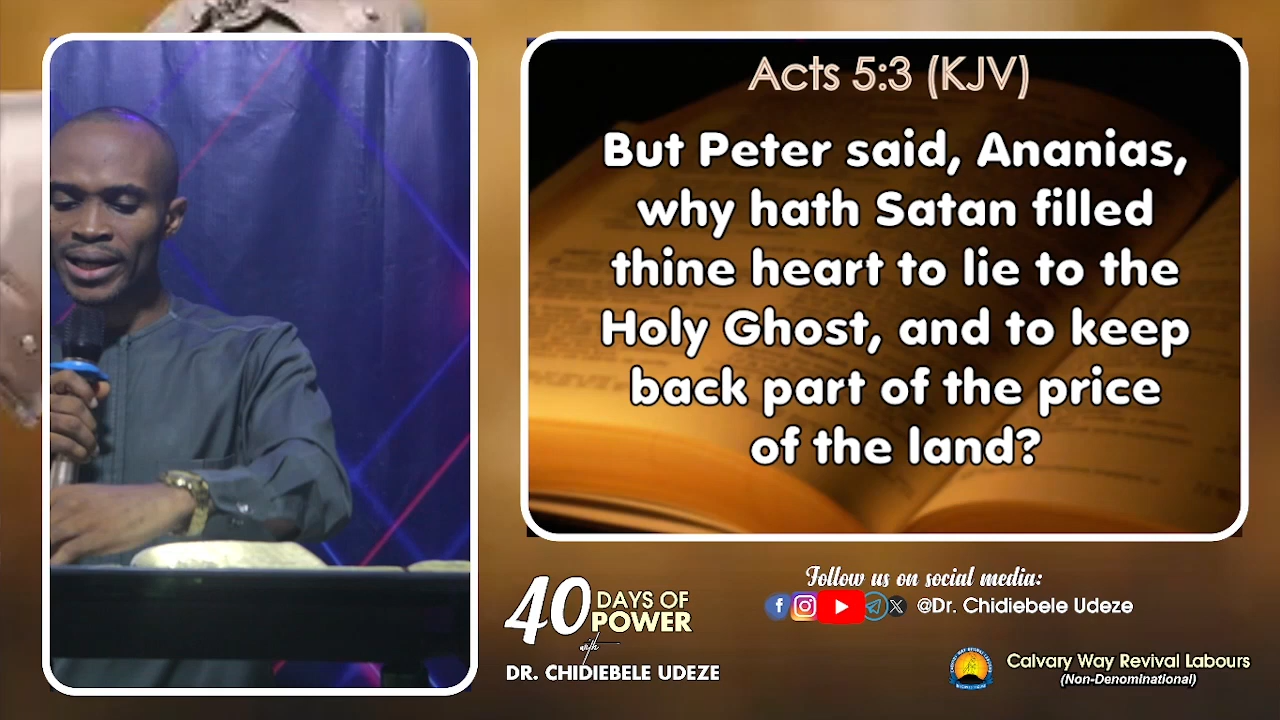 Acts 5:3 (KJV)
But Peter said, Ananias,
why hath Satan filled
thine heart to lie to the
Holy Ghost, and to keep
back part of the price
of the land?
40 DAYS OF
POWER
with
DR. CHIDIEBELE UDEZE
Follow us on social media:
@Dr. Chidiebele Udeze
Calvary Way Revival Labours
(Non-Denominational)